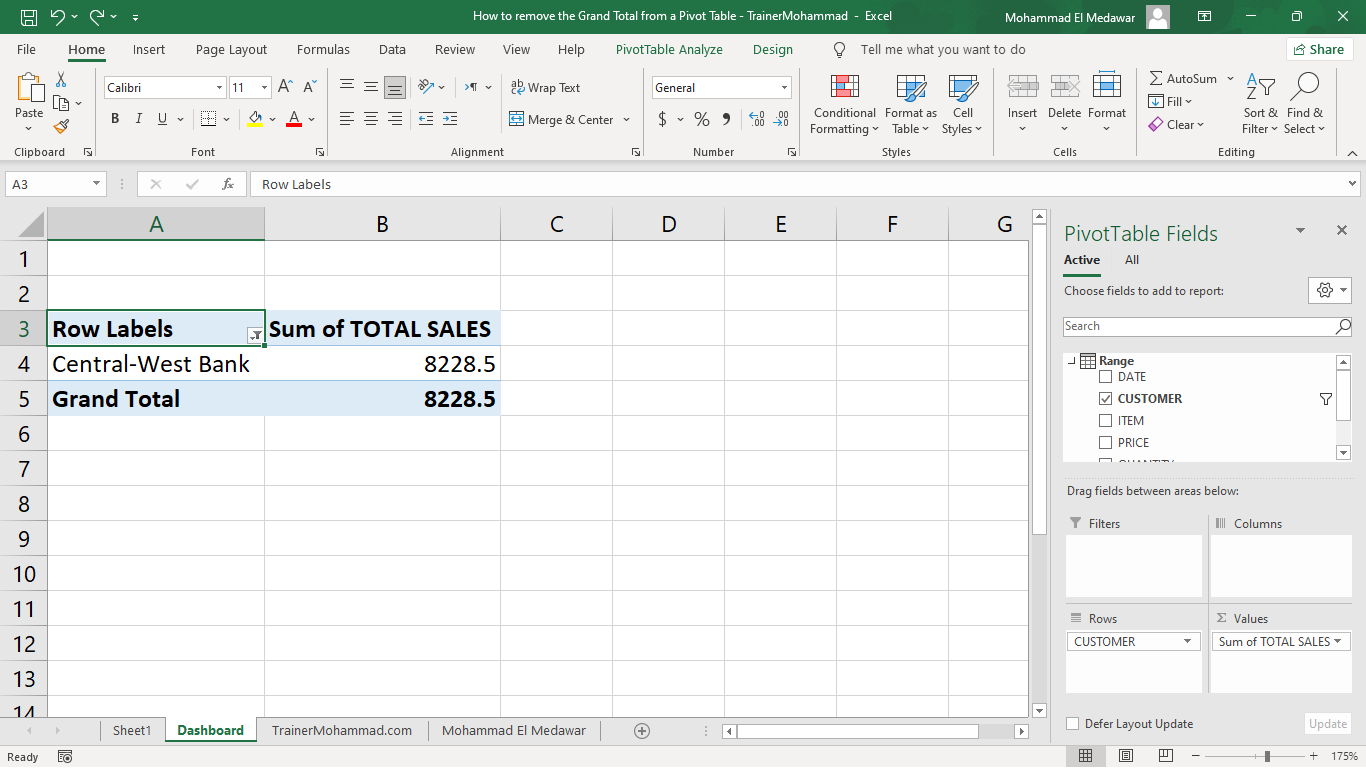 How to remove the Grand Total from a Pivot Table - TrainerMohammad - Excel
Mohammad El Medawar
File Home Insert Page Layout Formulas Data Review View Help PivotTable Analyze Design Tell me what you want to do Share
Paste
Clipboard
Calibri 11
B I U A
Font
ab Wrap Text
Merge & Center
Alignment
General
$ % 9 .00 .00
Number
Conditional Formatting
Format as Table
Cell Styles
Styles
Insert Delete Format
Cells
AutoSum
Fill
Clear
Sort & Filter
Find & Select
Editing
A3 fx Row Labels
A B C D E F G
1
2
3 Row Labels Sum of TOTAL SALES
4 Central-West Bank 8228.5
5 Grand Total 8228.5
6
7
8
9
10
11
12
13
14
PivotTable Fields
Active All
Choose fields to add to report:
Search
Range
DATE
CUSTOMER
ITEM
PRICE
QUANTITY
Drag fields between areas below:
Filters Columns
Rows Σ Values
CUSTOMER Sum of TOTAL SALES
Defer Layout Update Update
Sheet1 Dashboard TrainerMohammad.com Mohammad El Medawar
Ready 175%